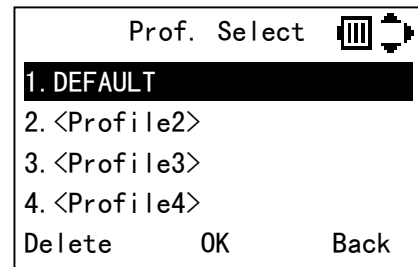 Prof. Select
1.DEFAULT
2.<Profile2>
3.<Profile3>
4.<Profile4>
Delete OK Back